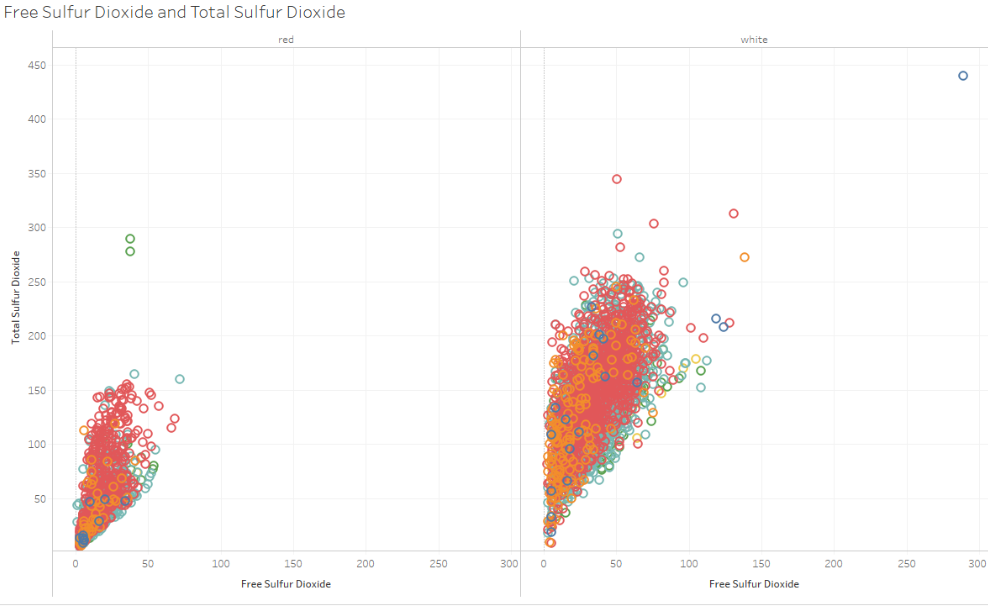 Free Sulfur Dioxide and Total Sulfur Dioxide
red
white
450
400
350
300
250
200
150
100
50
Total Sulfur Dioxide
0 50 100 150 200 250 300
0 50 100 150 200 250 300
Free Sulfur Dioxide
Free Sulfur Dioxide